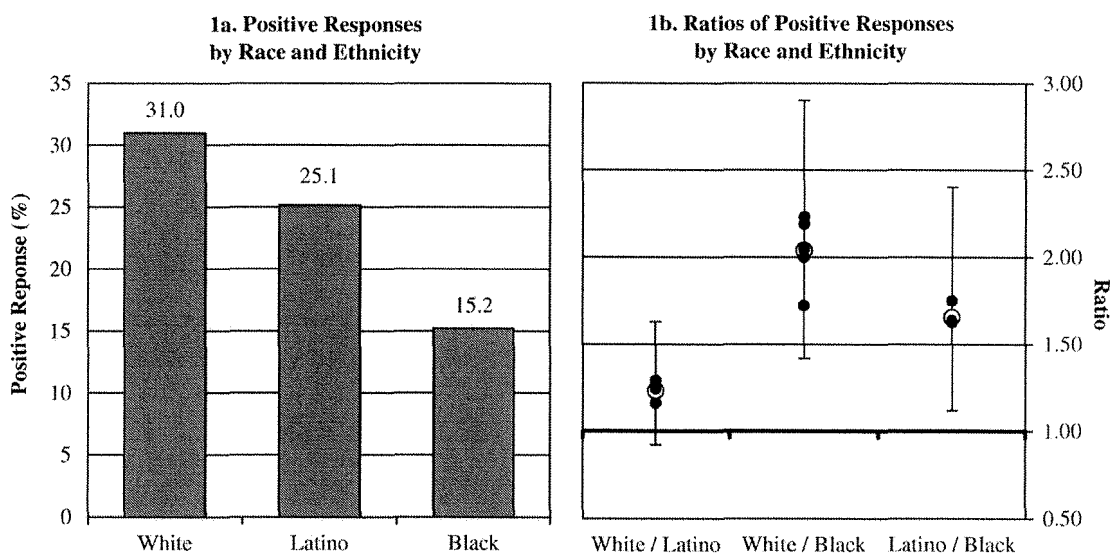 1a. Positive Responses
by Race and Ethnicity
Positive Reponse (%)
35
30
25
20
15
10
5
0
31.0
25.1
15.2
White
Latino
Black
1b. Ratios of Positive Responses
by Race and Ethnicity
3.00
2.50
2.00
1.50
1.00
0.50
Ratio
White / Latino
White / Black
Latino / Black